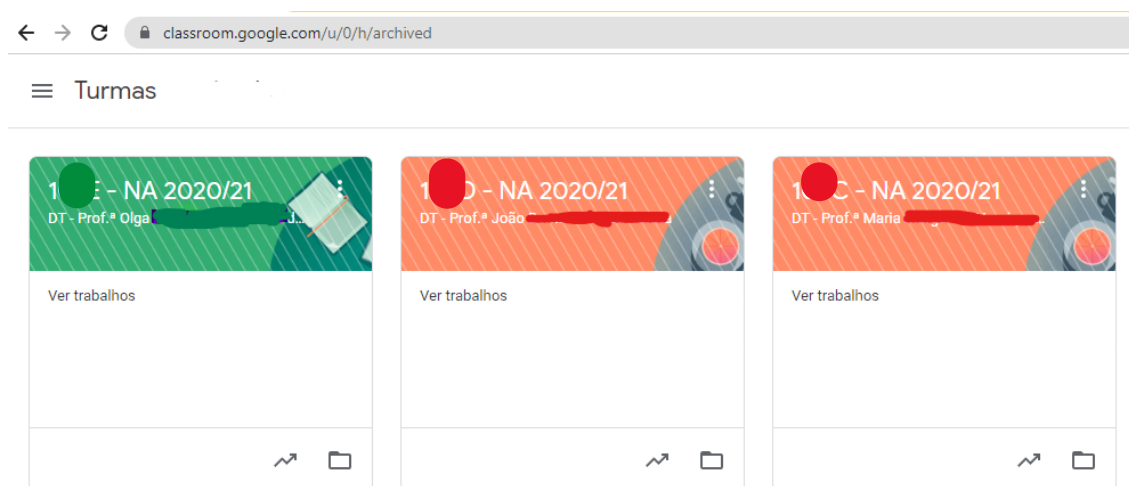 classroom.google.com/u/0/h/archived
Turmas
E - NA 2020/21
DT - Prof.ª Olga
- NA 2020/21
DT - Prof.ª João
C - NA 2020/21
DT - Prof.ª Maria
Ver trabalhos
Ver trabalhos
Ver trabalhos